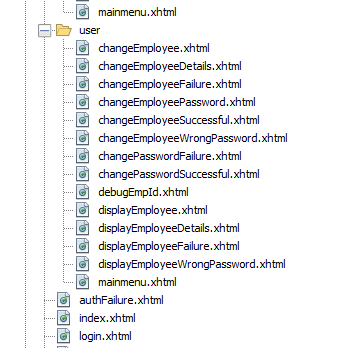 mainmenu.xhtml
user
changeEmployee.xhtml
changeEmployeeDetails.xhtml
changeEmployeeFailure.xhtml
changeEmployeePassword.xhtml
changeEmployeeSuccessful.xhtml
changeEmployeeWrongPassword.xhtml
changePasswordFailure.xhtml
changePasswordSuccessful.xhtml
debugEmpId.xhtml
displayEmployee.xhtml
displayEmployeeDetails.xhtml
displayEmployeeFailure.xhtml
displayEmployeeWrongPassword.xhtml
mainmenu.xhtml
authFailure.xhtml
index.xhtml
login.xhtml